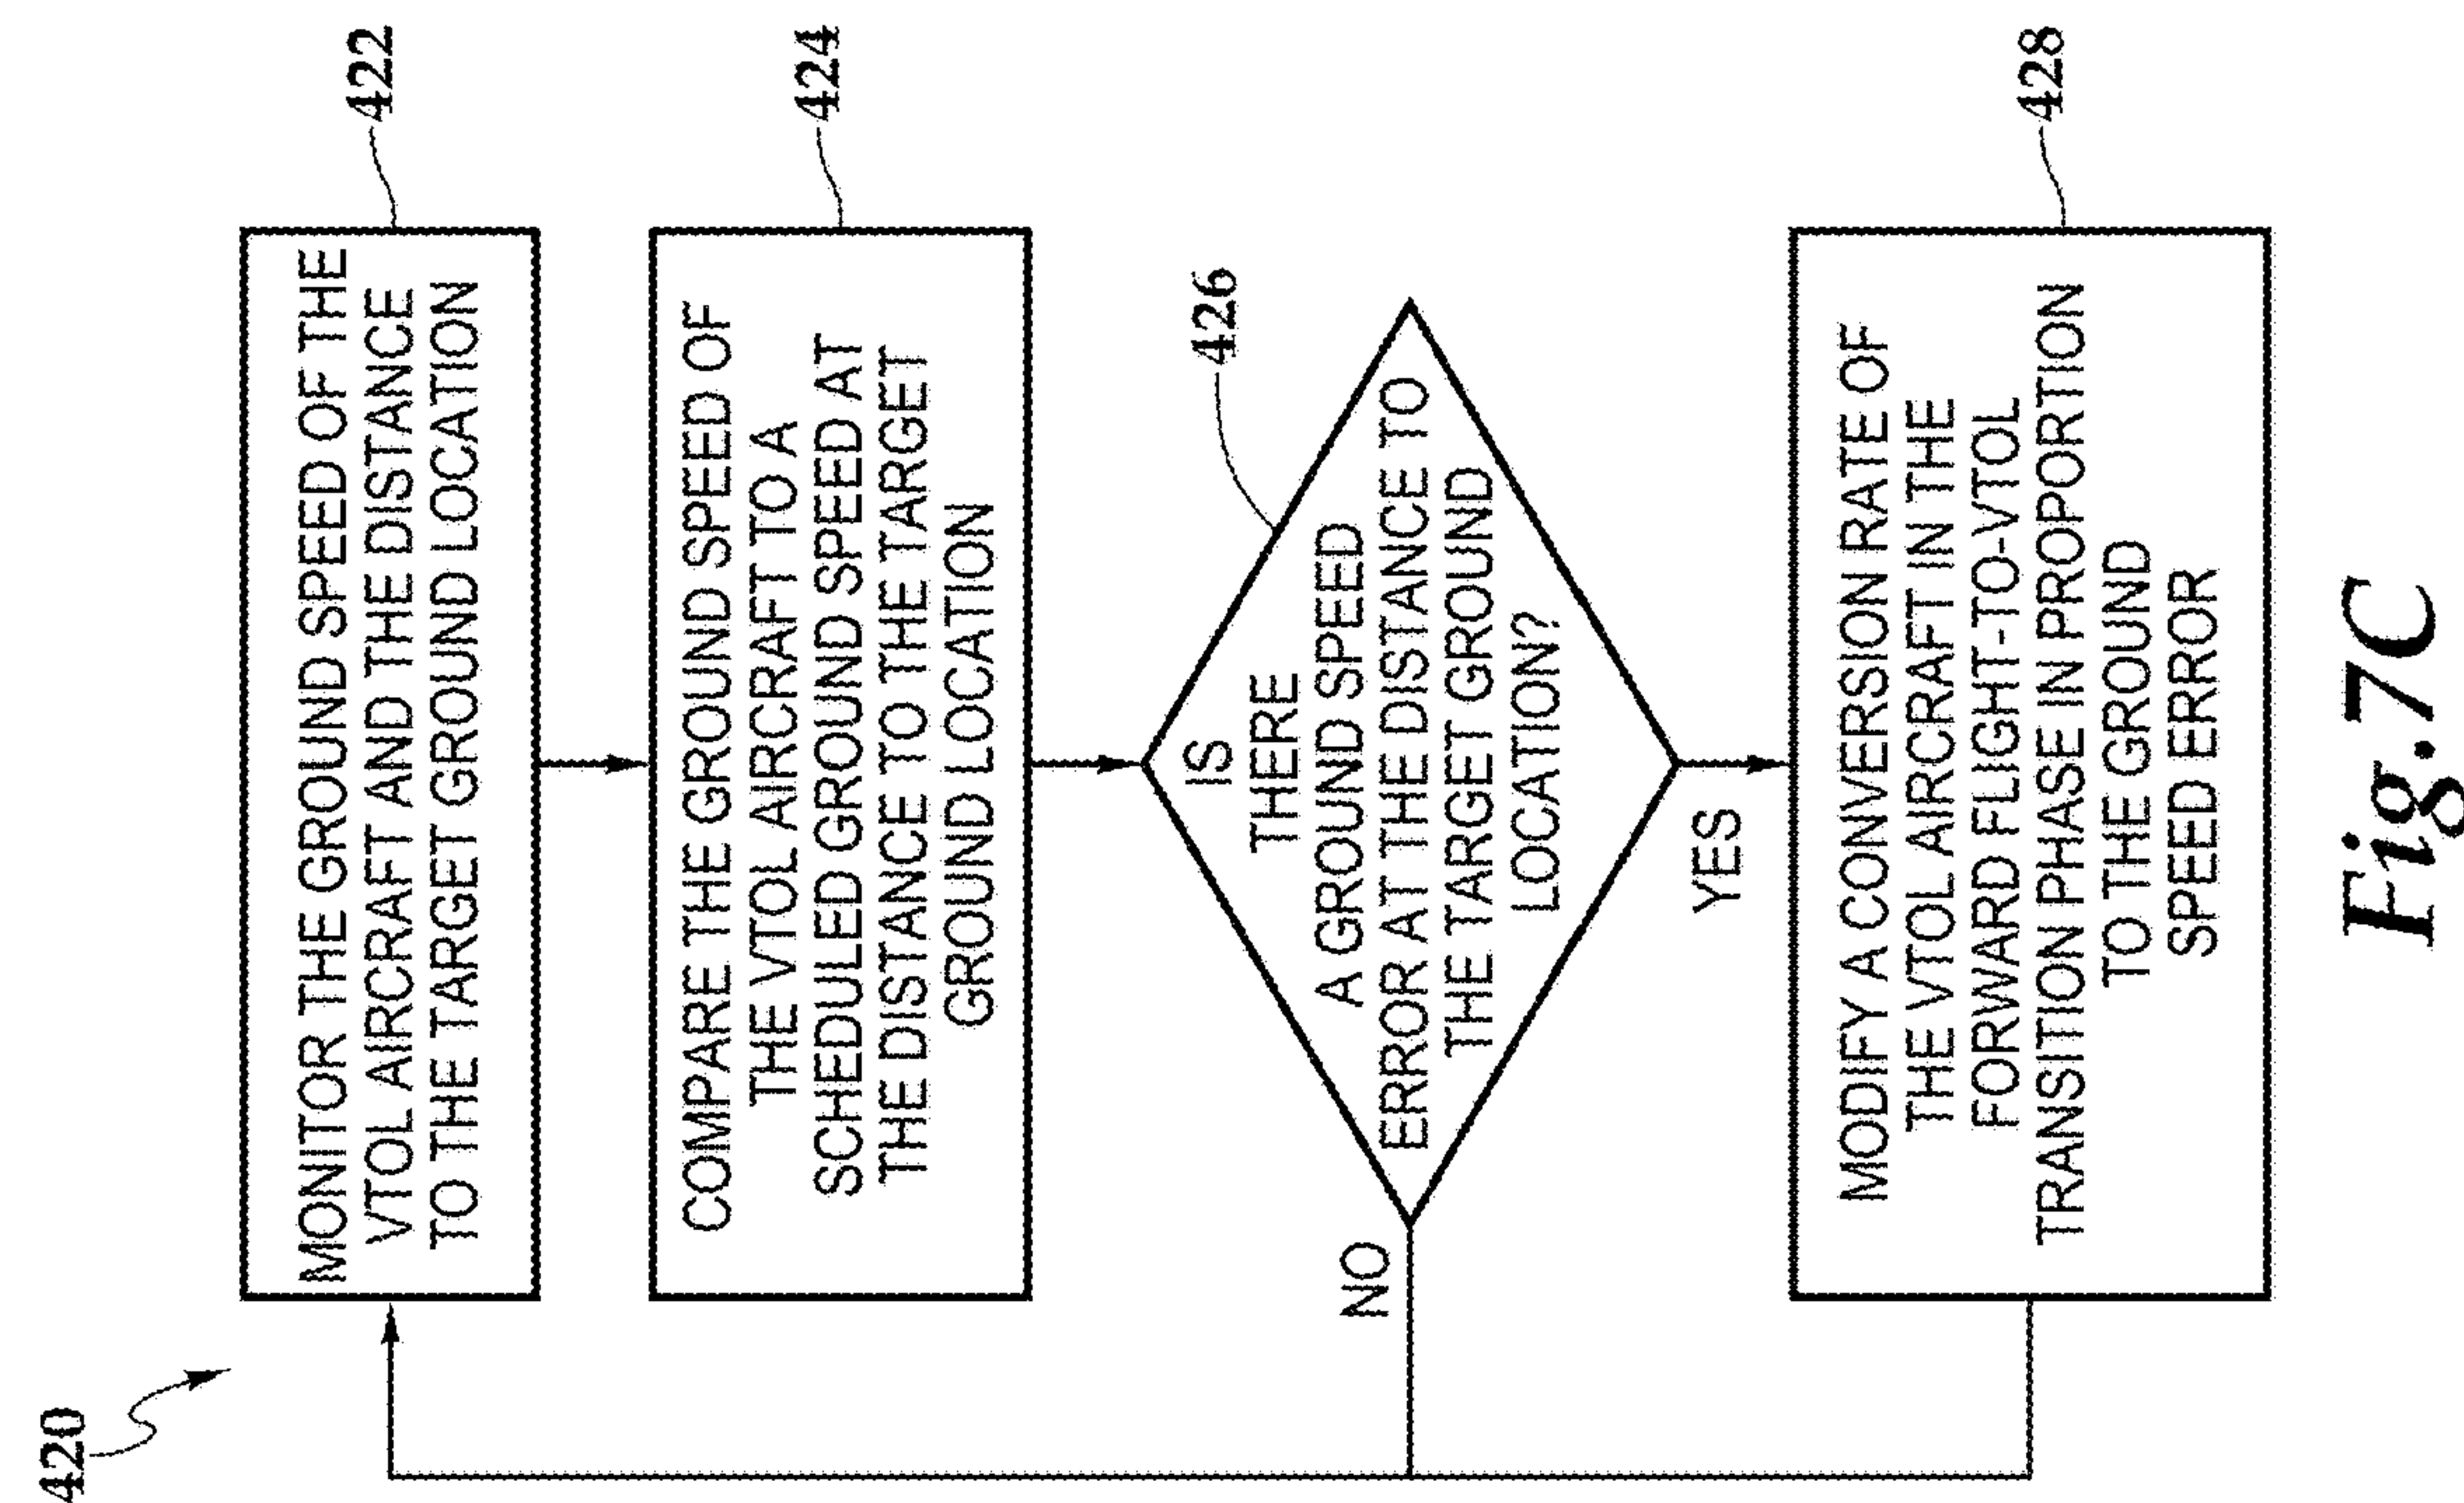 420
MONITOR THE GROUND SPEED OF THE
VTOL AIRCRAFT AND THE DISTANCE
TO THE TARGET GROUND LOCATION
422
COMPARE THE GROUND SPEED OF
THE VTOL AIRCRAFT TO A
SCHEDULED GROUND SPEED AT
THE DISTANCE TO THE TARGET
GROUND LOCATION
424
IS
THERE
A GROUND SPEED
ERROR AT THE DISTANCE TO
THE TARGET GROUND
LOCATION?
426
NO
YES
MODIFY A CONVERSION RATE OF
THE VTOL AIRCRAFT IN THE
FORWARD FLIGHT-TO-VTOL
TRANSITION PHASE IN PROPORTION
TO THE GROUND
SPEED ERROR
428
Fig.7C